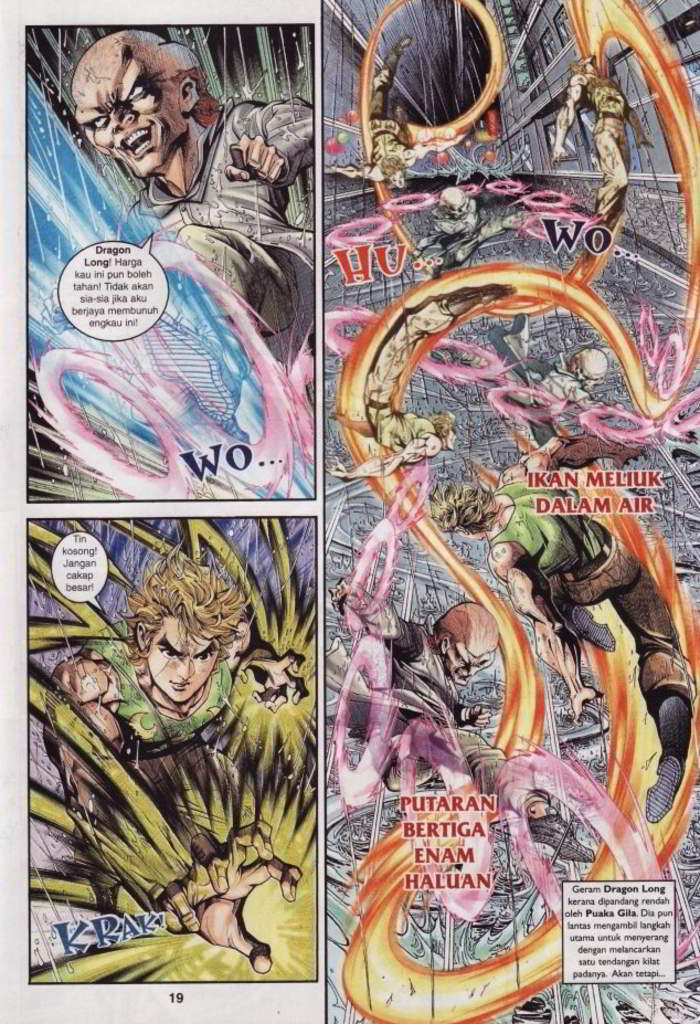 Dragon
Long! Harga
kau ini pun boleh
tahan! Tidak akan
sia-sia jika aku
berjaya membunuh
engkau ini!
WO...
Tin
kosong!
Jangan
cakap
besar!
KRAK!
19
HU...
WO...
IKAN MELIUK
DALAM AIR
PUTARAN
BERTIGA
ENAM
HALUAN
Geram Dragon Long
kerana dipandang rendah
oleh Puaka Gila. Dia pun
lantas mengambil langkah
utama untuk menyerang
dengan melancarkan
satu tendangan kilat
padanya. Akan tetapi...